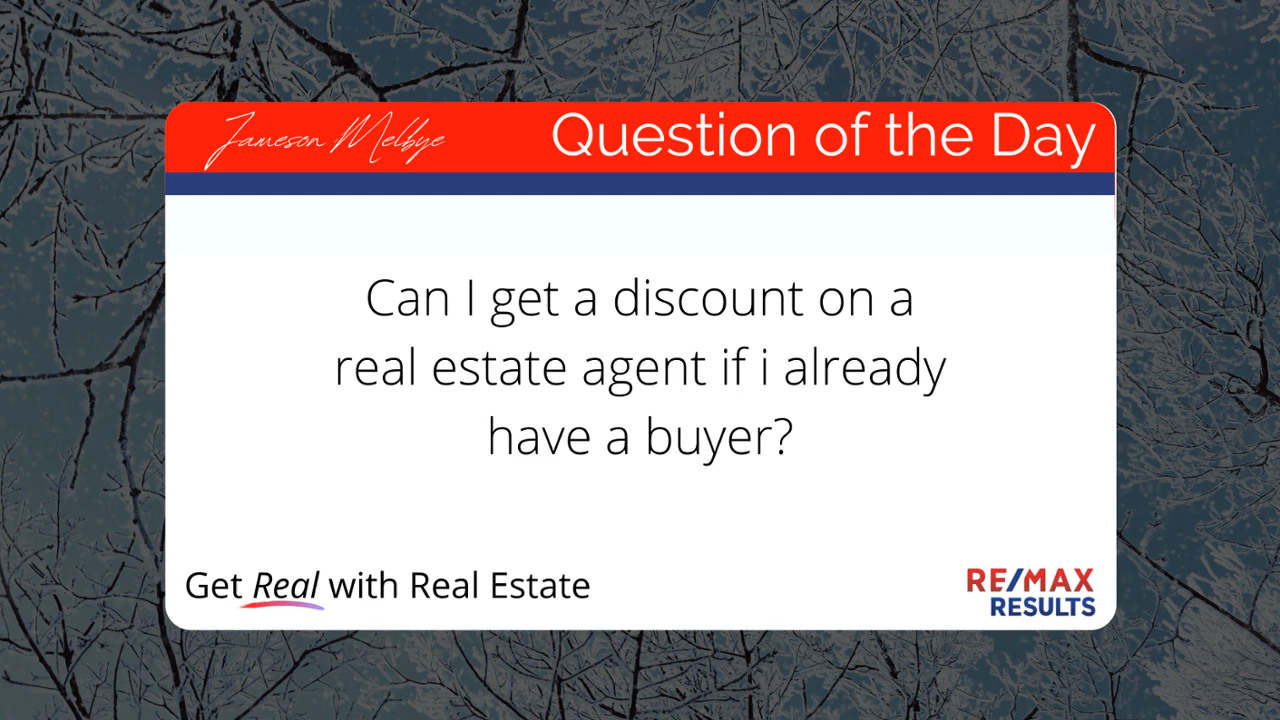 Jameson Melbye
Question of the Day
Can I get a discount on a
real estate agent if i already
have a buyer?
Get Real with Real Estate
RE/MAX
RESULTS